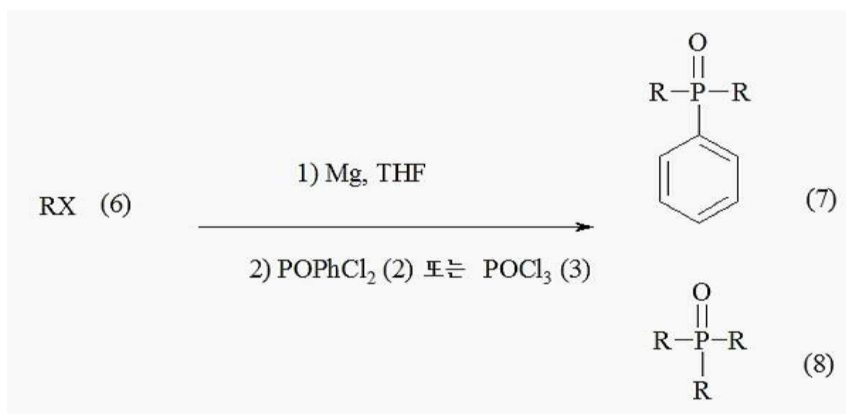 O
R-P-R
1) Mg, THF
RX (6)
(7)
2) POPhCl₂ (2) 또는 POCl₃ (3)
O
R-P-R
(8)
R